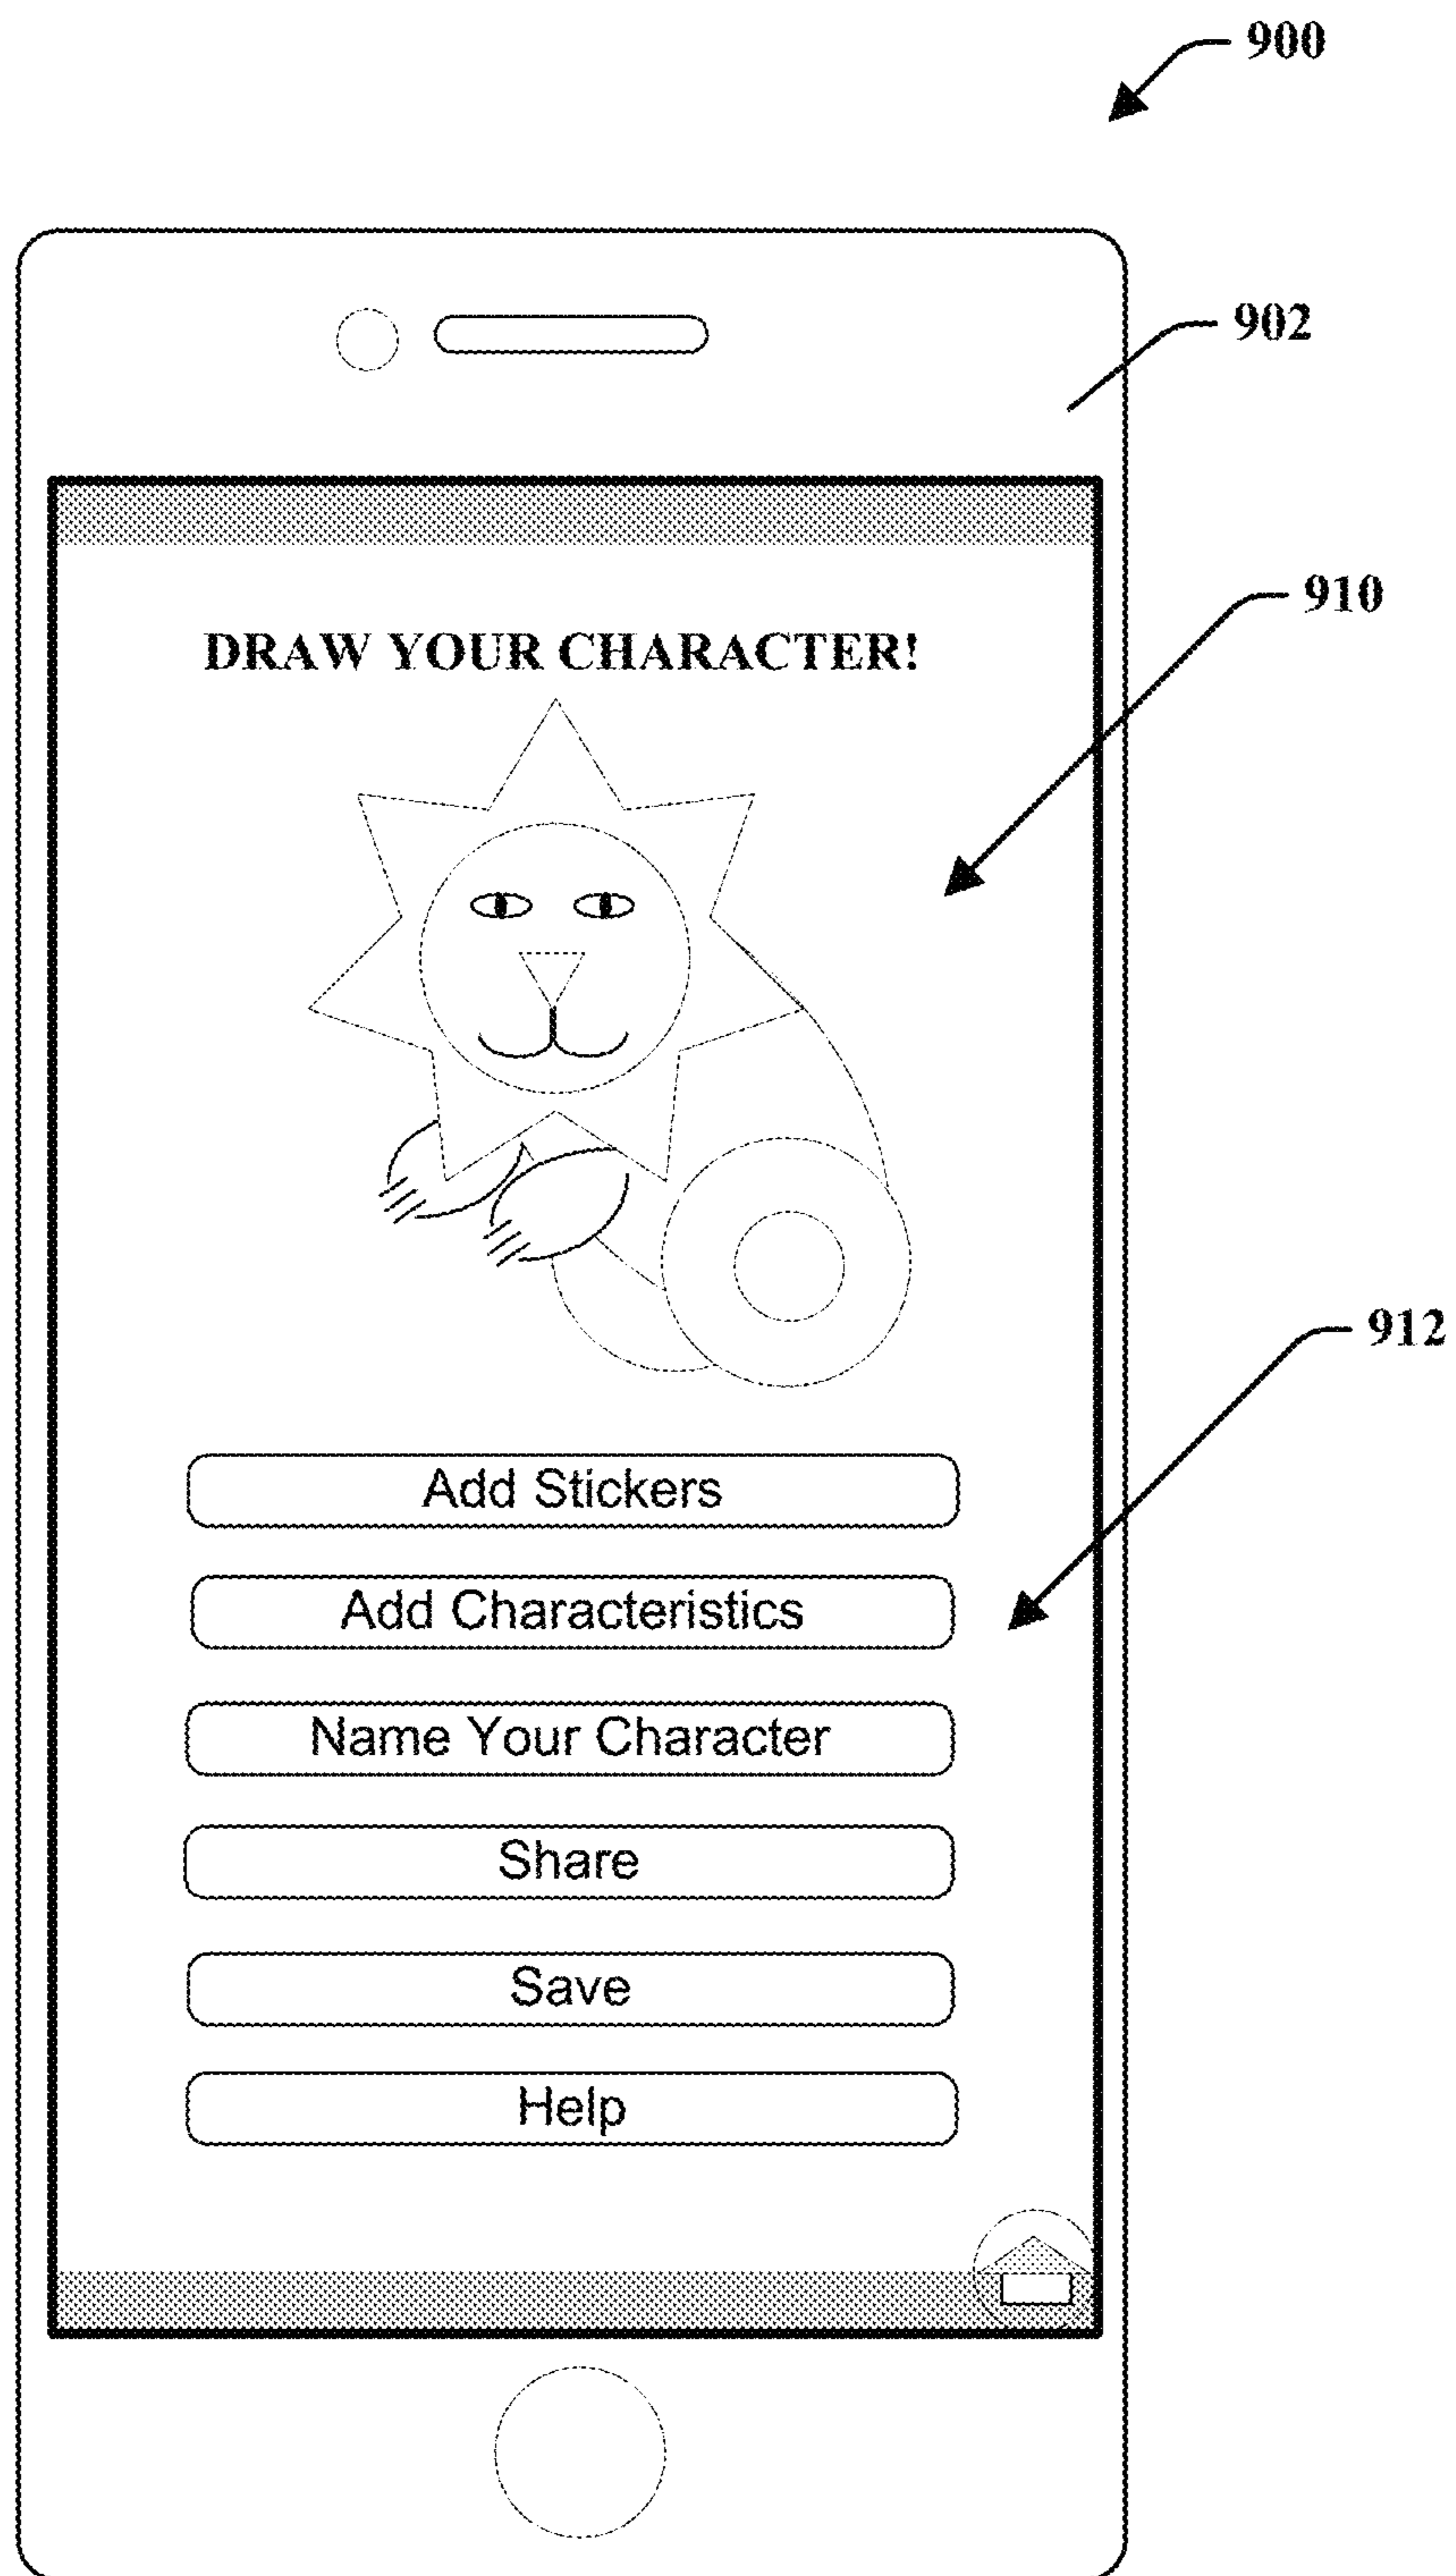 900
902
DRAW YOUR CHARACTER!
910
912
Add Stickers
Add Characteristics
Name Your Character
Share
Save
Help